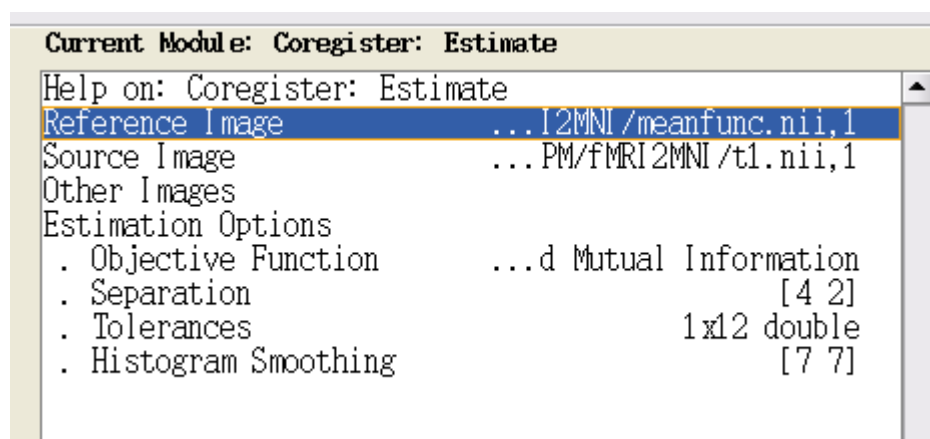 Current Module: Coregister: Estimate
Help on: Coregister: Estimate
Reference Image ...I2MNI/meanfunc.nii,1
Source Image ...PM/fMRI2MNI/t1.nii,1
Other Images
Estimation Options
. Objective Function ...d Mutual Information
. Separation [4 2]
. Tolerances 1x12 double
. Histogram Smoothing [7 7]